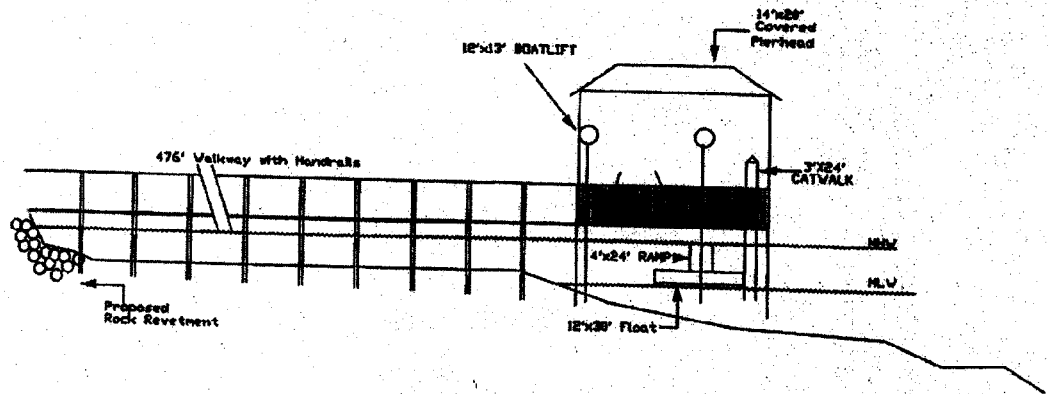 14'x20'
Covered
Pierhead
12'x13' BOATLIFT
476' Walkway with Handrails
3'X24'
CATWALK
MHW
4'x24' RAMP
MLW
Proposed
Rock Revetment
12'x30' Float